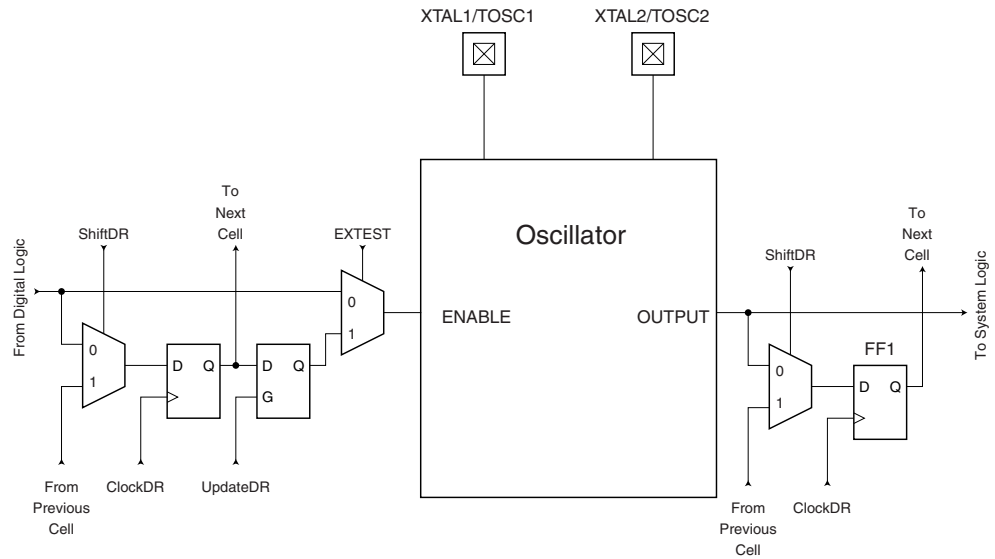 XTAL1/TOSC1
XTAL2/TOSC2
To
Next
Cell
ShiftDR
EXTEST
From Digital Logic
0
1
D Q
D Q
G
0
1
From
Previous
Cell
ClockDR
UpdateDR
Oscillator
ENABLE
OUTPUT
To
Next
Cell
ShiftDR
To System Logic
FF1
0
1
D Q
From
Previous
Cell
ClockDR